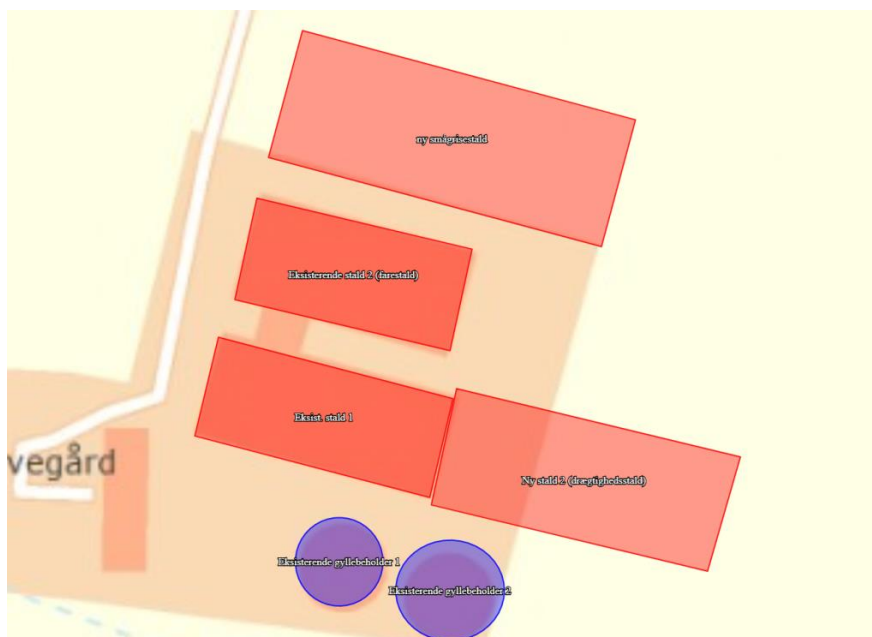 ny smågrisestald
Eksisterende stald 2 (farestald)
Eksist. stald 1
vegård
Ny stald 2 (drægtighedsstald)
Eksisterende gyllebeholder 1
Eksisterende gyllebeholder 2